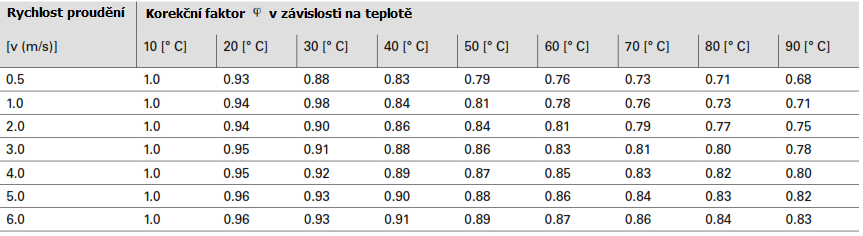 Rychlost proudění Korekční faktor φ v závislosti na teplotě
[v (m/s)] 10 [° C] 20 [° C] 30 [° C] 40 [° C] 50 [° C] 60 [° C] 70 [° C] 80 [° C] 90 [° C]
0.5 1.0 0.93 0.88 0.83 0.79 0.76 0.73 0.71 0.68
1.0 1.0 0.94 0.98 0.84 0.81 0.78 0.76 0.73 0.71
2.0 1.0 0.94 0.90 0.86 0.84 0.81 0.79 0.77 0.75
3.0 1.0 0.95 0.91 0.88 0.86 0.83 0.81 0.80 0.78
4.0 1.0 0.95 0.92 0.89 0.87 0.85 0.83 0.82 0.80
5.0 1.0 0.96 0.93 0.90 0.88 0.86 0.84 0.83 0.82
6.0 1.0 0.96 0.93 0.91 0.89 0.87 0.86 0.84 0.83